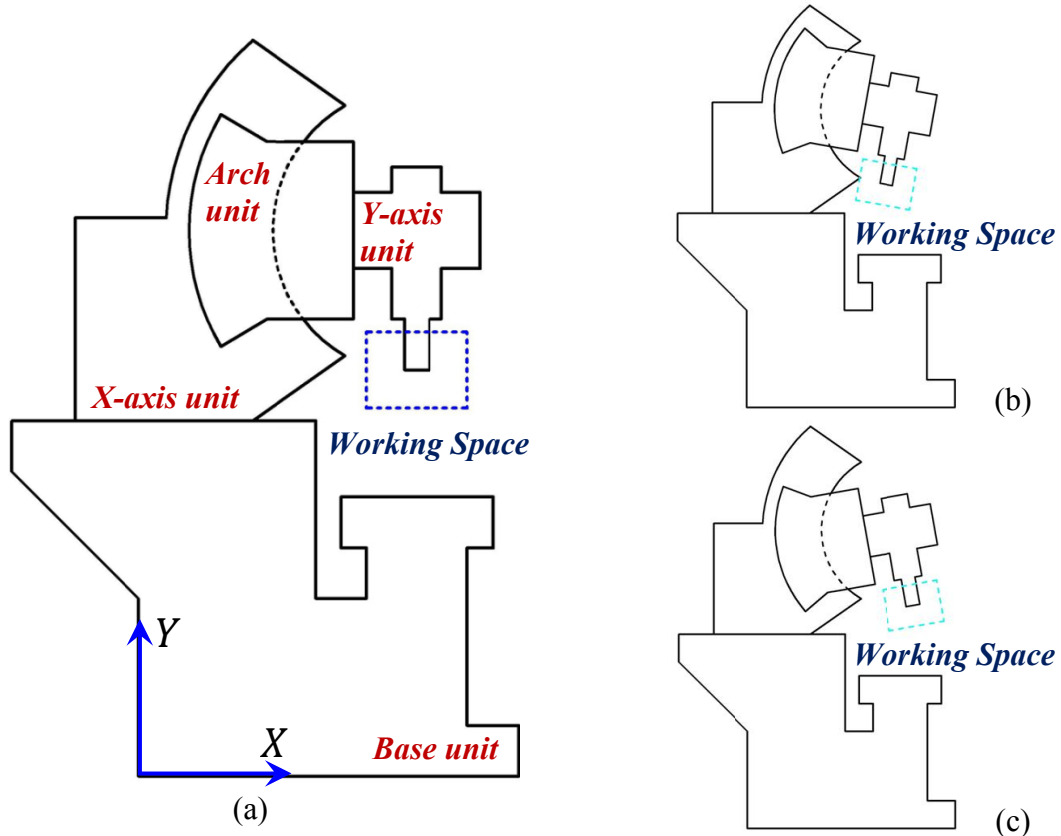 Arch
unit
Y-axis
unit
X-axis unit
Working Space
Y
X
Base unit
(a)
Working Space
(b)
Working Space
(c)